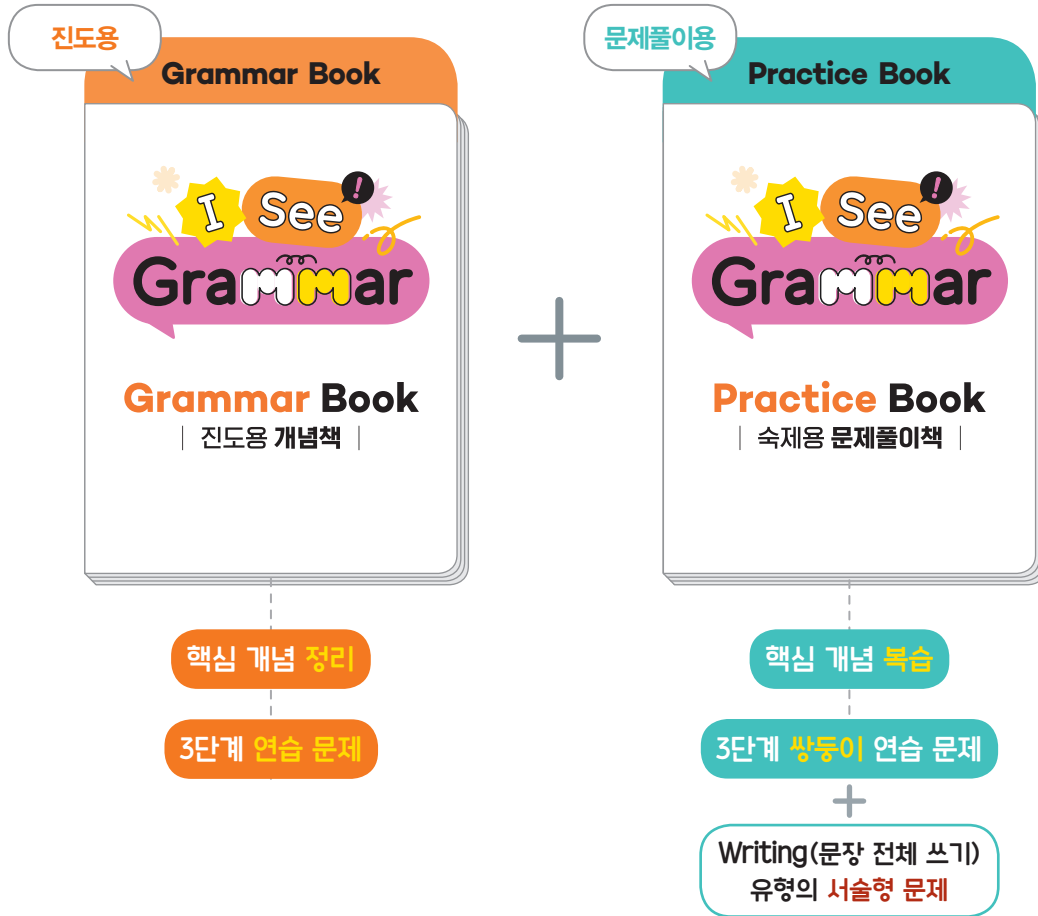 진도용
Grammar Book
I See!
Grammar
Grammar Book
| 진도용 개념책 |
핵심 개념 정리
3단계 연습 문제
+
문제풀이용
Practice Book
I See!
Grammar
Practice Book
| 숙제용 문제풀이책 |
핵심 개념 복습
3단계 쌍둥이 연습 문제
+
Writing(문장 전체 쓰기)
유형의 서술형 문제